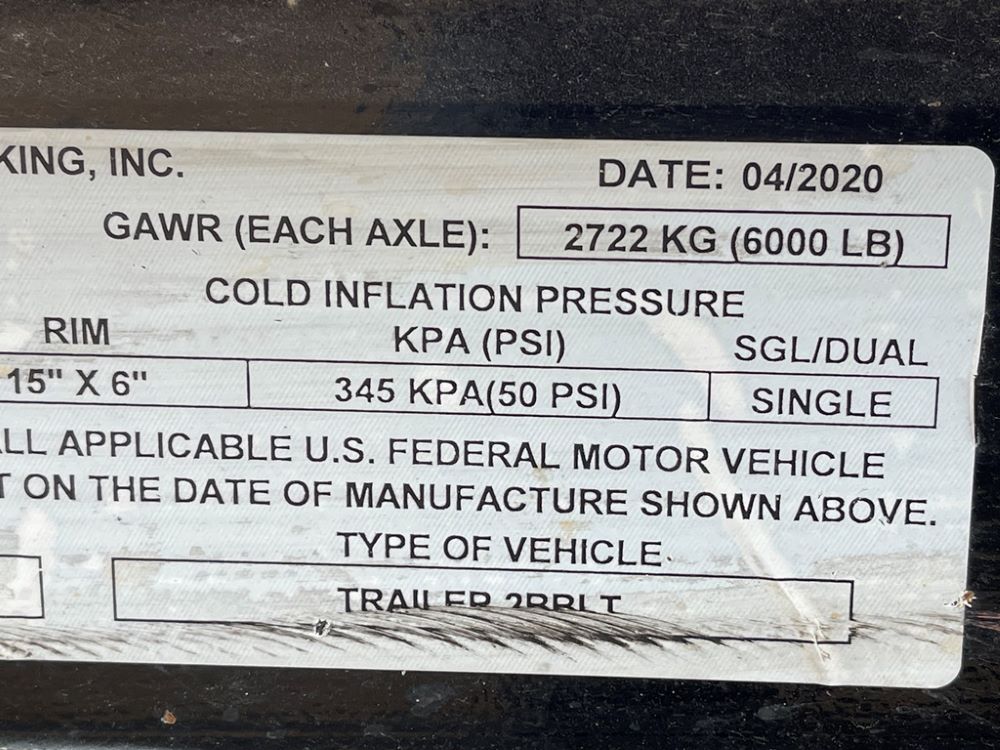 KING, INC.
DATE: 04/2020
GAWR (EACH AXLE): 2722 KG (6000 LB)
COLD INFLATION PRESSURE
RIM KPA (PSI) SGL/DUAL
15" X 6" 345 KPA(50 PSI) SINGLE
ALL APPLICABLE U.S. FEDERAL MOTOR VEHICLE
T ON THE DATE OF MANUFACTURE SHOWN ABOVE.
TYPE OF VEHICLE
TRAILER